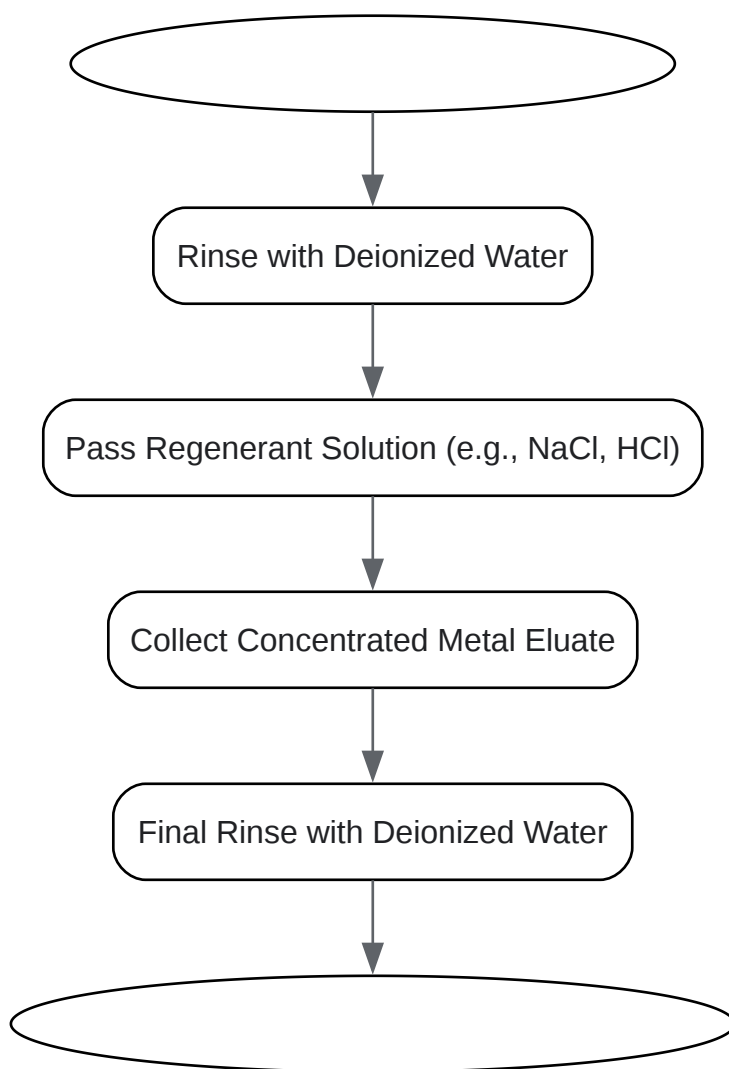 Rinse with Deionized Water
Pass Regenerant Solution (e.g., NaCl, HCl)
Collect Concentrated Metal Eluate
Final Rinse with Deionized Water